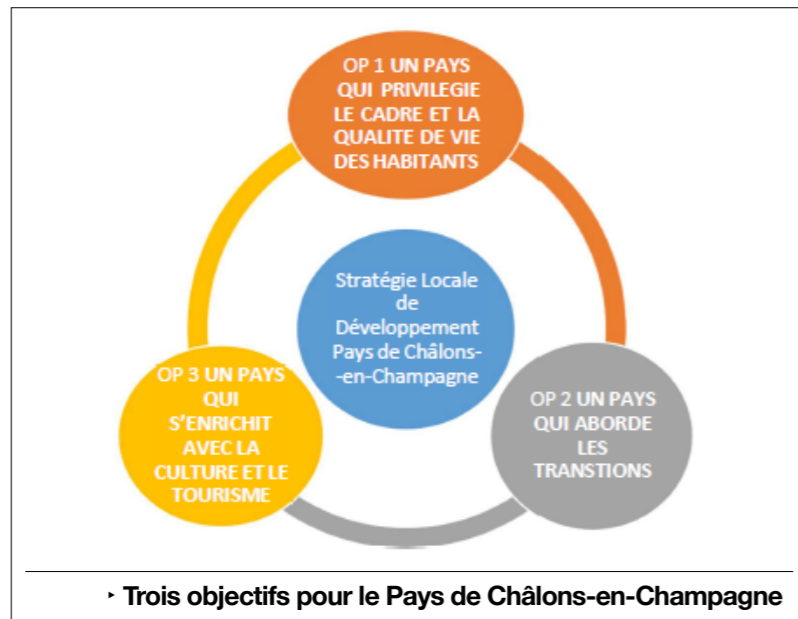 OP 1 UN PAYS
QUI PRIVILEGIE
LE CADRE ET LA
QUALITE DE VIE
DES HABITANTS
Stratégie Locale
de
Développement
Pays de Châlons-
-en-Champagne
OP 3 UN PAYS
QUI
S’ENRICHIT
AVEC LA
CULTURE ET LE
TOURISME
OP 2 UN PAYS
QUI ABORDE
LES
TRANSTIONS
‣ Trois objectifs pour le Pays de Châlons-en-Champagne